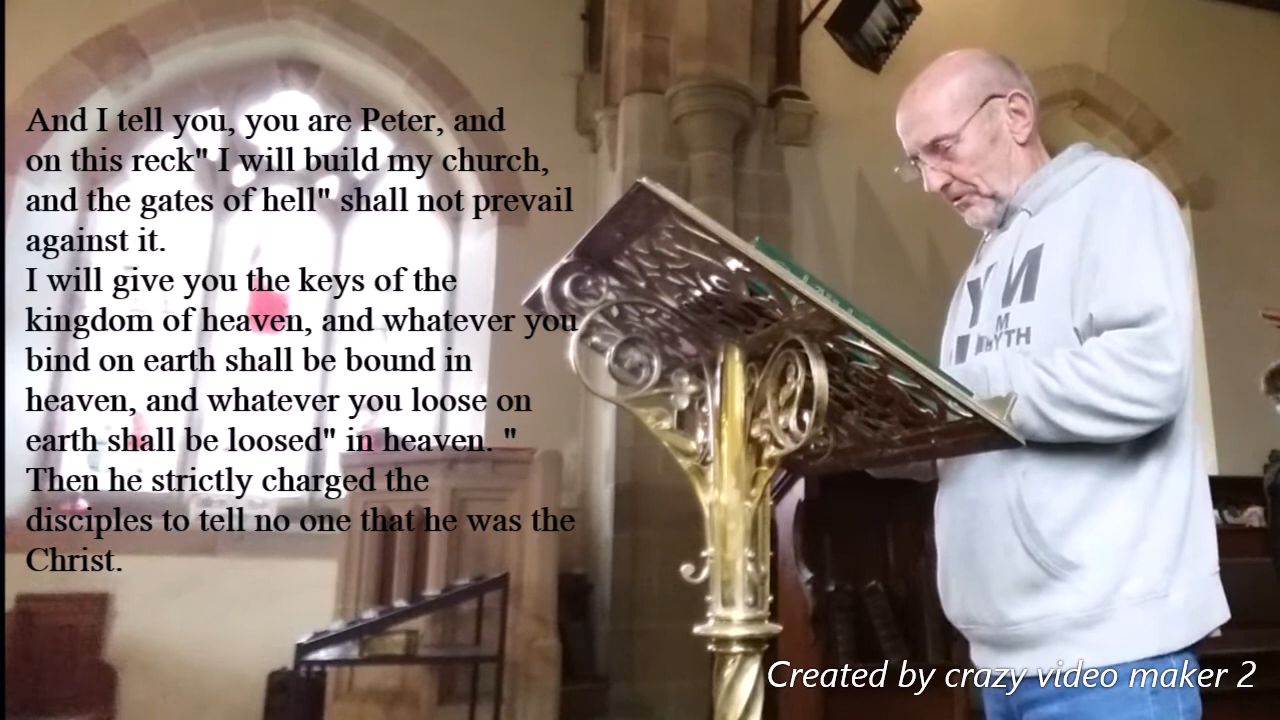 And I tell you, you are Peter, and
on this reck" I will build my church,
and the gates of hell" shall not prevail
against it.
I will give you the keys of the
kingdom of heaven, and whatever you
bind on earth shall be bound in
heaven, and whatever you loose on
earth shall be loosed" in heaven. "
Then he strictly charged the
disciples to tell no one that he was the
Christ.
Created by crazy video maker 2